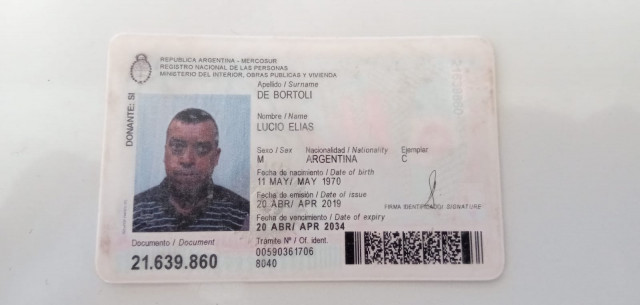 REPUBLICA ARGENTINA - MERCOSUR
REGISTRO NACIONAL DE LAS PERSONAS
MINISTERIO DEL INTERIOR, OBRAS PUBLICAS Y VIVIENDA
Apellido / Surname
DE BORTOLI
Nombre / Name
LUCIO ELIAS
Sexo / Sex Nacionalidad / Nationality Ejemplar
M ARGENTINA C
Fecha de nacimiento / Date of birth
11 MAY/ MAY 1970
Fecha de emisión / Date of issue
20 ABR/ APR 2019
FIRMA IDENTIFICADO/ SIGNATURE
Fecha de vencimiento / Date of expiry
20 ABR/ APR 2034
Trámite Nº / Of. ident.
00590361706
8040
Documento / Document
21.639.860
DONANTE: SI